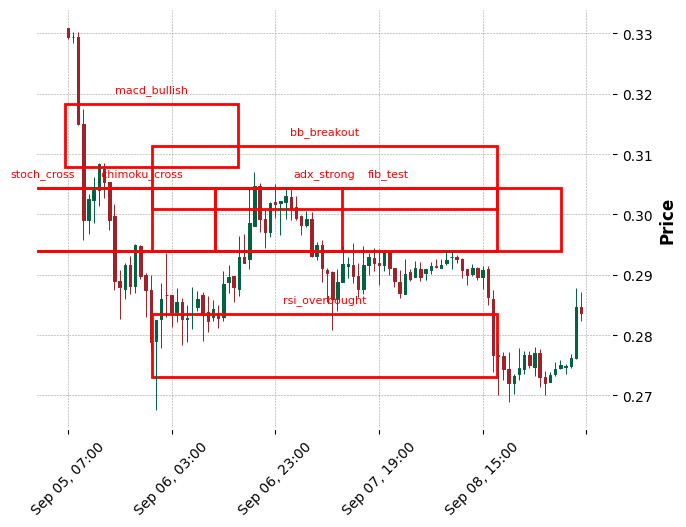 0.33
macd_bullish
0.32
bb_breakout
0.31
stoch_cross
chimoku_cross
adx_strong
fib_test
0.30
Price
0.29
rsi_overbought
0.28
0.27
Sep 05, 07:00
Sep 06, 03:00
Sep 06, 23:00
Sep 07, 19:00
Sep 08, 15:00